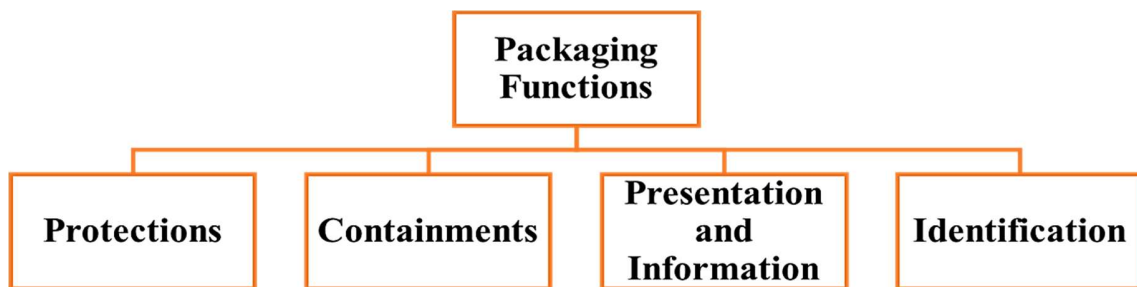 Packaging
Functions
Protections
Containments
Presentation
and
Information
Identification